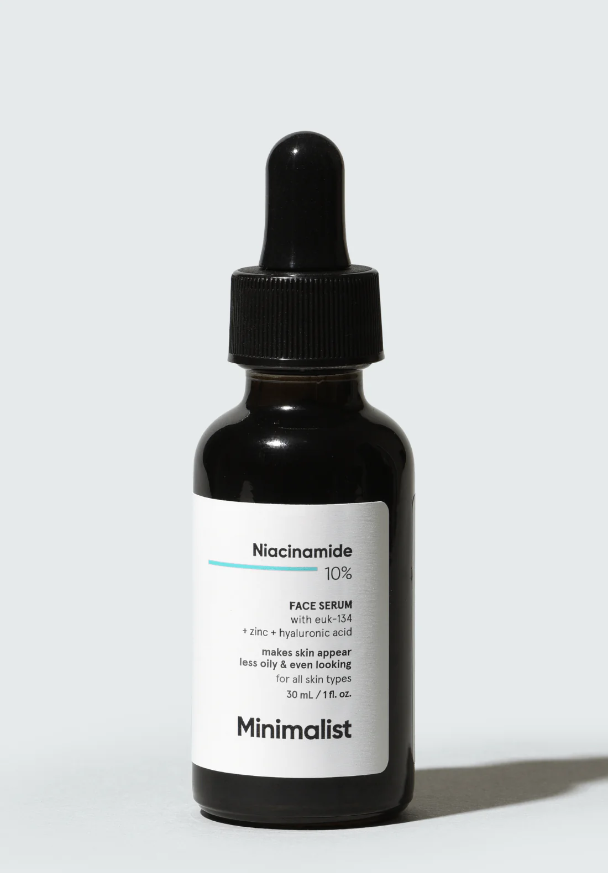 Niacinamide
10%
FACE SERUM
with euk-134
+ zinc + hyaluronic acid
makes skin appear
less oily & even looking
for all skin types
30 mL / 1 fl. oz.
Minimalist